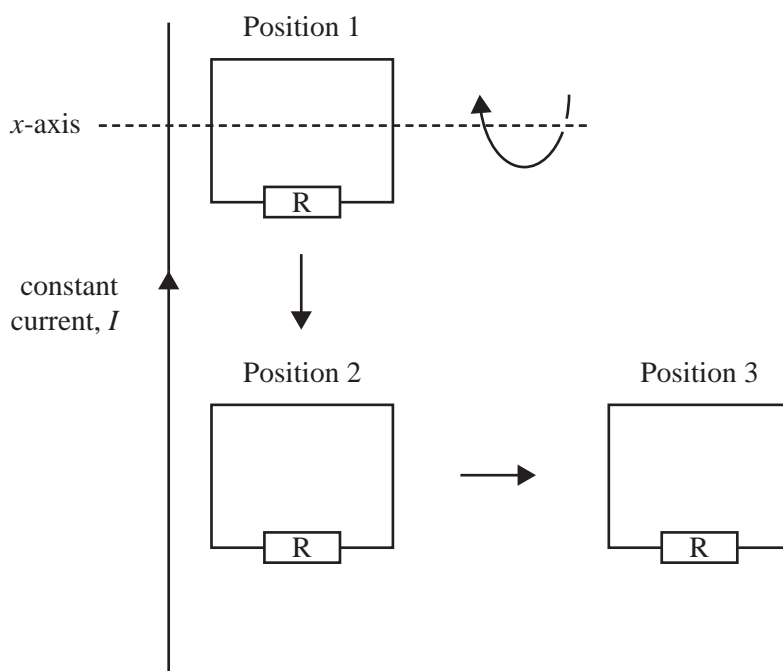 Position 1
x-axis
R
constant
current, I
Position 2
Position 3
R
R